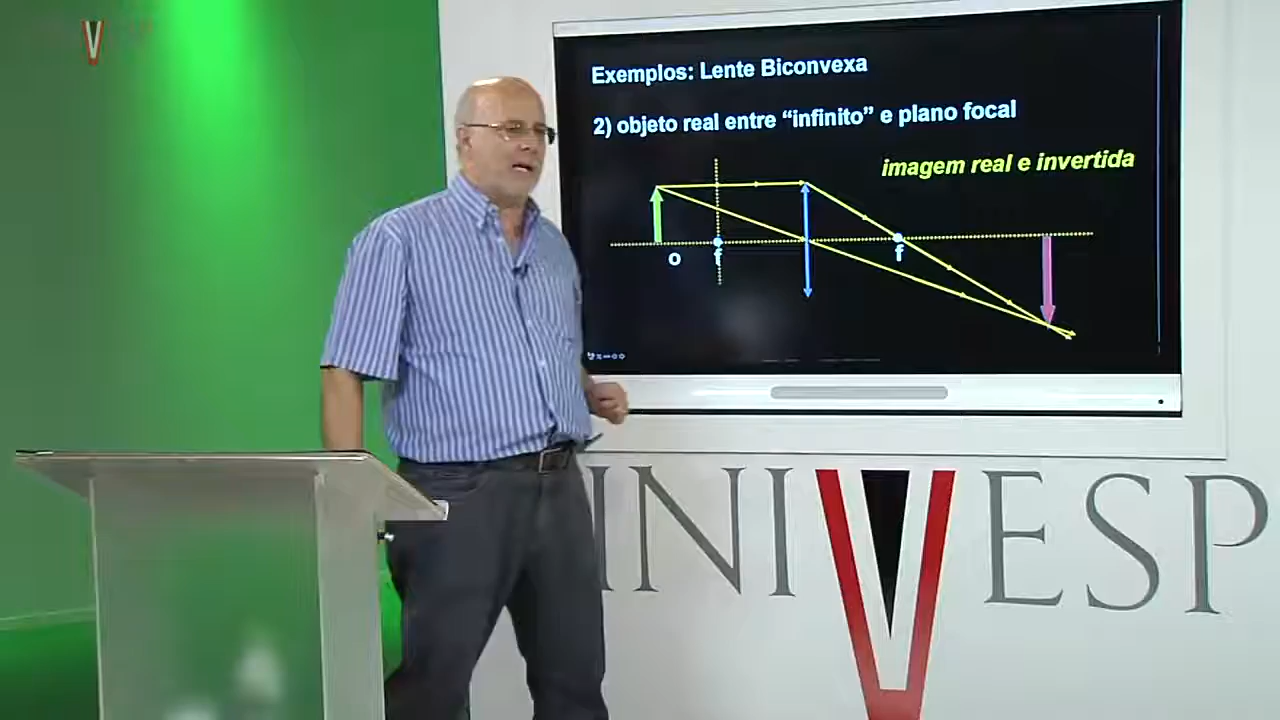 V
Exemplos: Lente Biconvexa
2) objeto real entre “infinito” e plano focal
imagem real e invertida
o
f
f
INIVESP